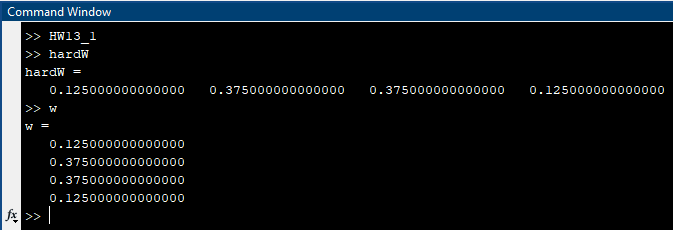 Command Window
>> HW13_1
>> hardW
hardW =
0.125000000000000 0.375000000000000 0.375000000000000 0.125000000000000
>> w
w =
0.125000000000000
0.375000000000000
0.375000000000000
0.125000000000000
fx >>